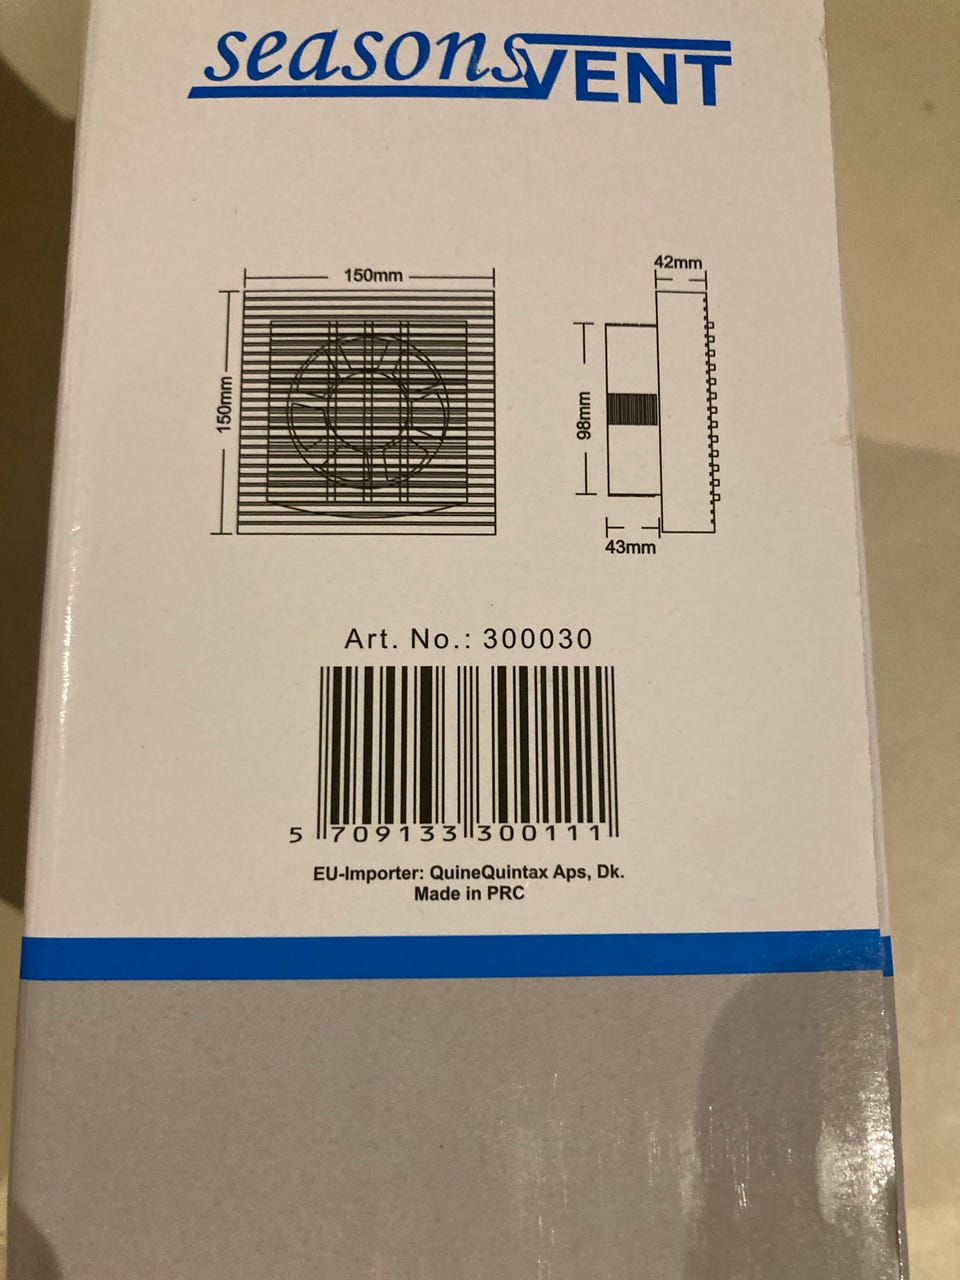 seasonsVENT
150mm
42mm
150mm
98mm
43mm
Art. No.: 300030
5 709133 300111
EU-Importer: QuineQuintax Aps, Dk.
Made in PRC